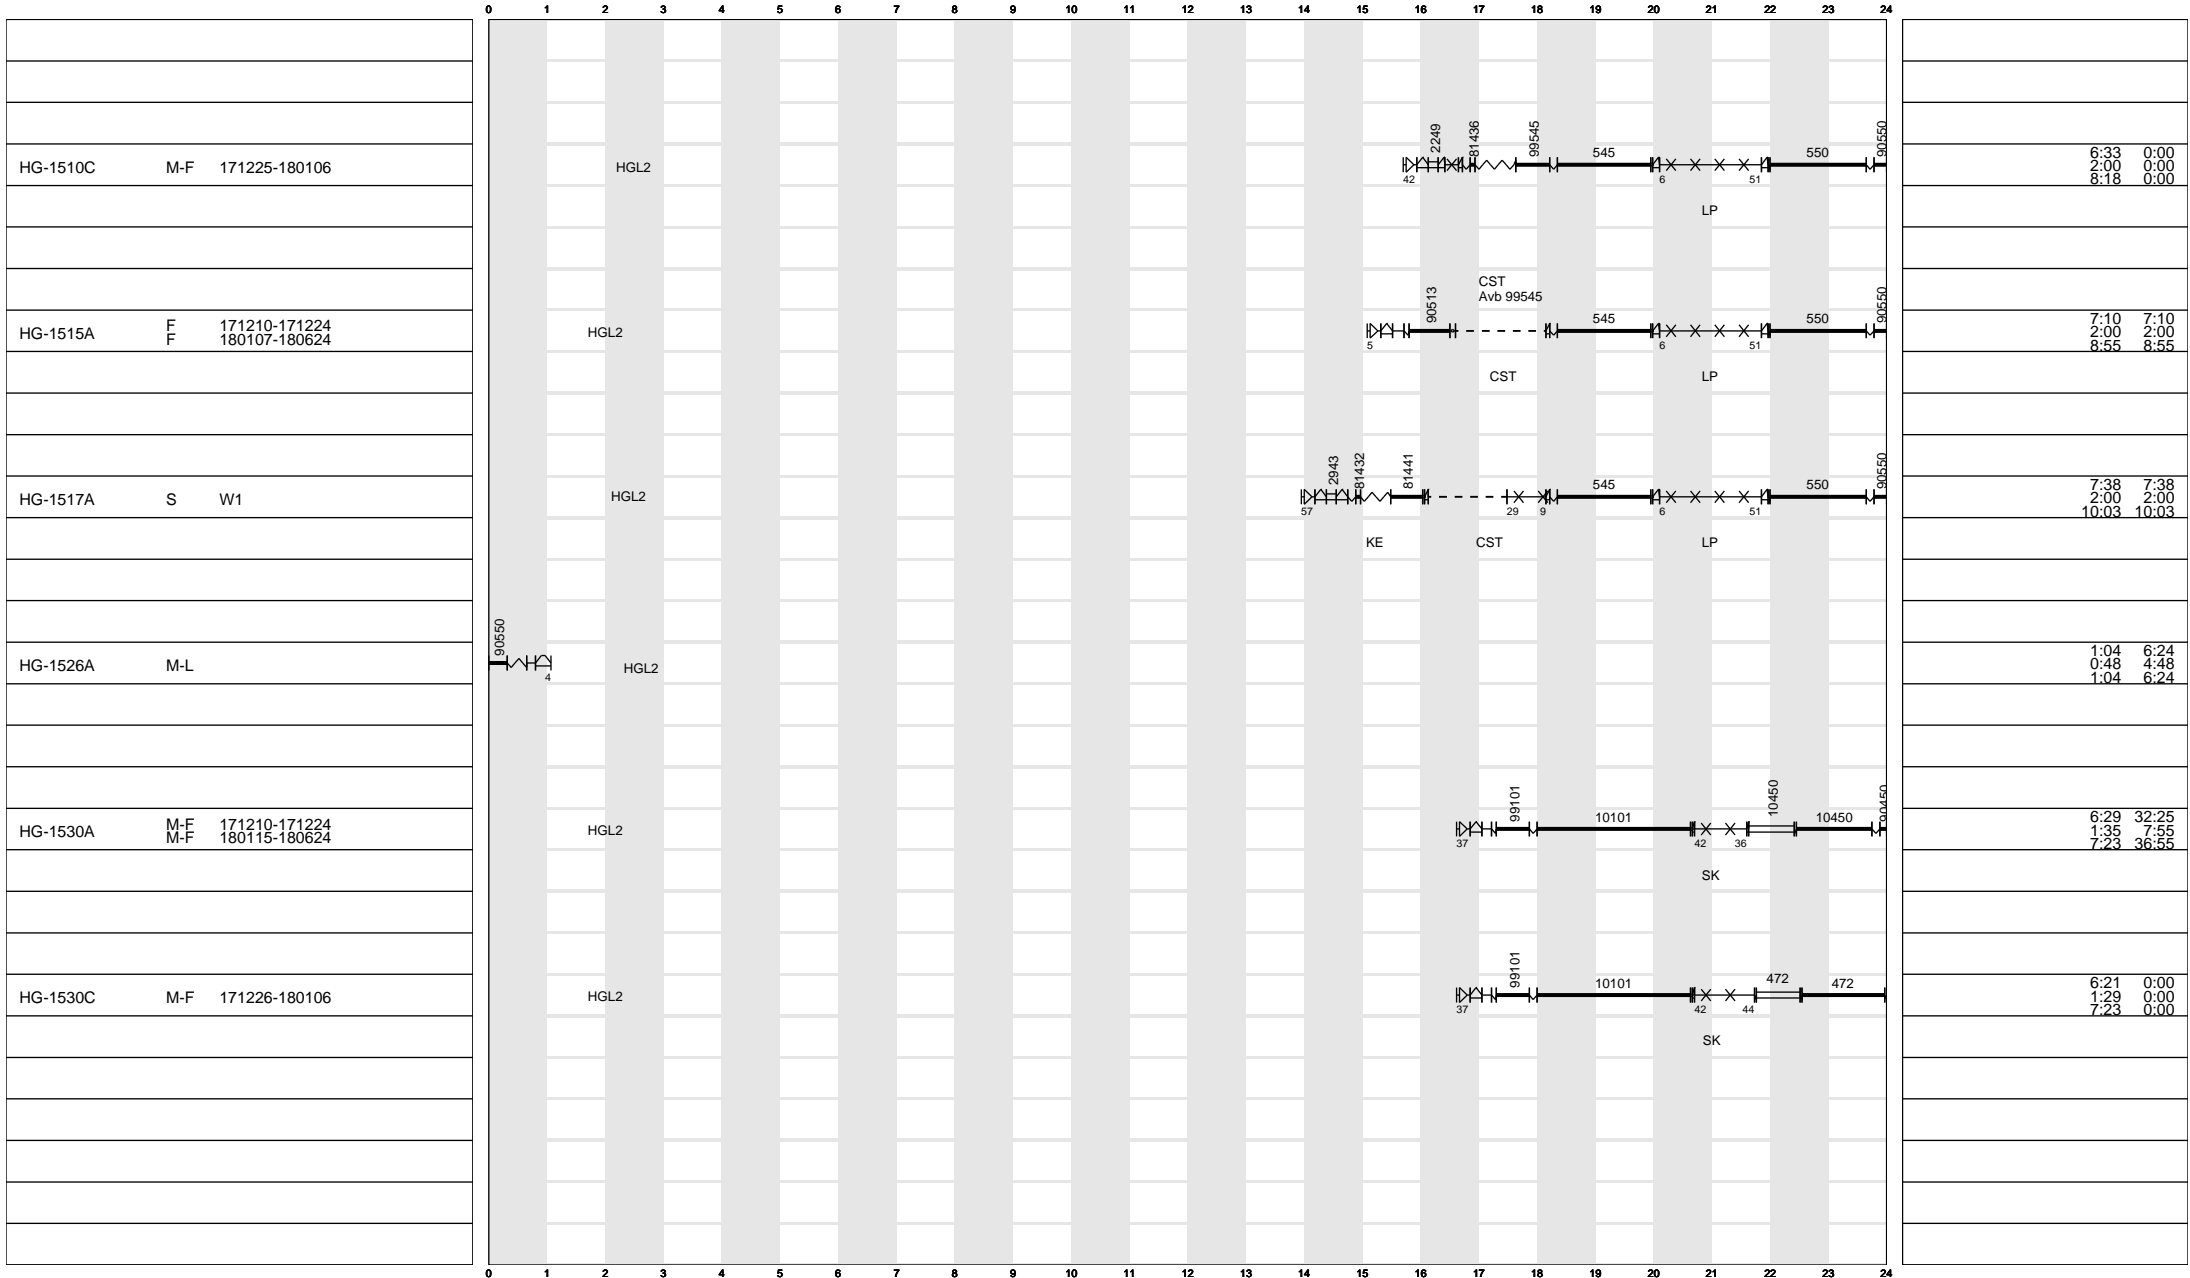 0 1 2 3 4 5 6 7 8 9 10 11 12 13 14 15 16 17 18 19 20 21 22 23 24
2249 81436 99545 545 550 90550
HG-1510C M-F 171225-180106 HGL2
42 6 51
LP
6:33 0:00
2:00 0:00
8:18 0:00
CST
Avb 99545
90513 545 550 90550
HG-1515A F 171210-171224 HGL2
F 180107-180624
5 6 51
CST LP
7:10 7:10
2:00 2:00
8:55 8:55
2943 81432 81441 545 550 90550
HG-1517A S W1 HGL2
57 29 9 6 51
KE CST LP
7:38 7:38
2:00 2:00
10:03 10:03
90550
HG-1526A M-L HGL2
4
1:04 6:24
0:48 4:48
1:04 6:24
99101 10101 10450 10450 90450
HG-1530A M-F 171210-171224 HGL2
M-F 180115-180624
37 42 36
SK
6:29 32:25
1:35 7:55
7:23 36:55
99101 10101 472 472
HG-1530C M-F 171226-180106 HGL2
37 42 44
SK
6:21 0:00
1:29 0:00
7:23 0:00
0 1 2 3 4 5 6 7 8 9 10 11 12 13 14 15 16 17 18 19 20 21 22 23 24